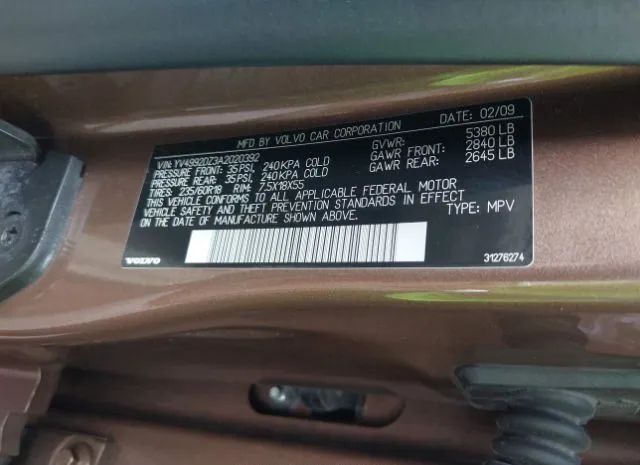 MFD BY VOLVO CAR CORPORATION DATE: 02/09
VIN: YV4992DZ3A2020392 GVWR: 5380 LB
PRESSURE FRONT: 35PSI, 240KPA COLD GAWR FRONT: 2840 LB
PRESSURE REAR: 35PSI, 240KPA COLD GAWR REAR: 2645 LB
TIRES: 235/60R18 RIM: 7,5X18X55
THIS VEHICLE CONFORMS TO ALL APPLICABLE FEDERAL MOTOR
VEHICLE SAFETY AND THEFT PREVENTION STANDARDS IN EFFECT
ON THE DATE OF MANUFACTURE SHOWN ABOVE. TYPE: MPV
VOLVO 31276274